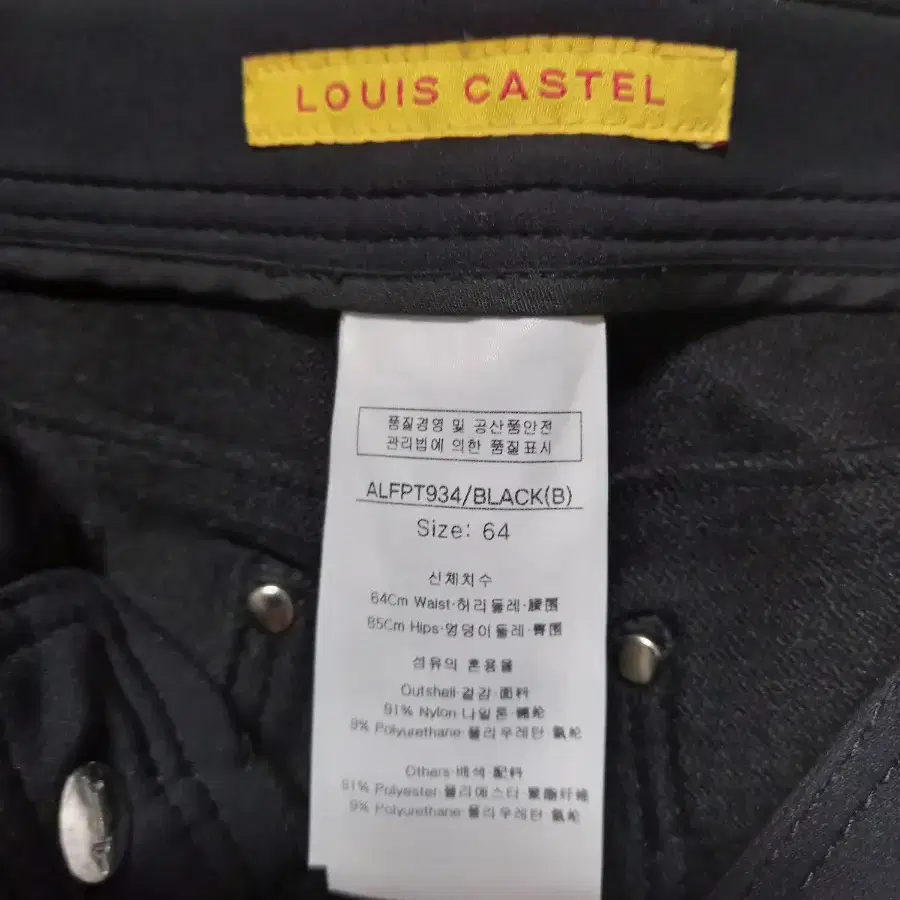 LOUIS CASTEL
품질경영 및 공산품안전
관리법에 의한 품질표시
ALFPT934/BLACK(B)
Size: 64
신체치수
64Cm Waist·허리둘레·腰围
85Cm Hips·엉덩이둘레·臀围
섬유의 혼용율
Outshell·겉감·面料
91% Nylon·나일론·锦纶
9% Polyurethane·폴리우레탄·氨纶
Others·배색·配料
91% Polyester·폴리에스터·聚酯纤维
9% Polyurethane·폴리우레탄·氨纶